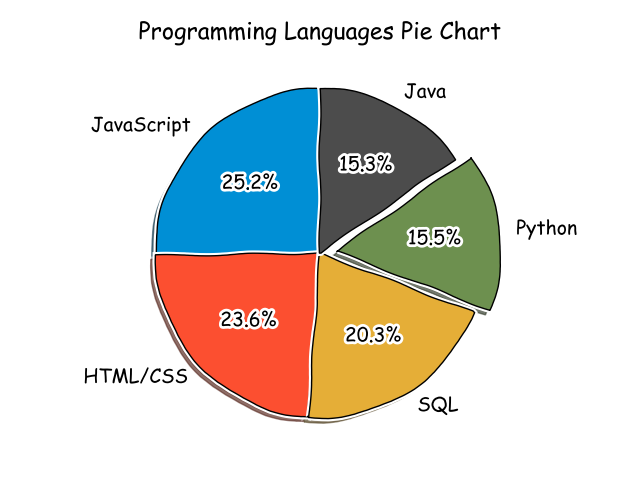 Programming Languages Pie Chart
Java
JavaScript
15.3%
25.2%
Python
15.5%
23.6%
20.3%
HTML/CSS
SQL